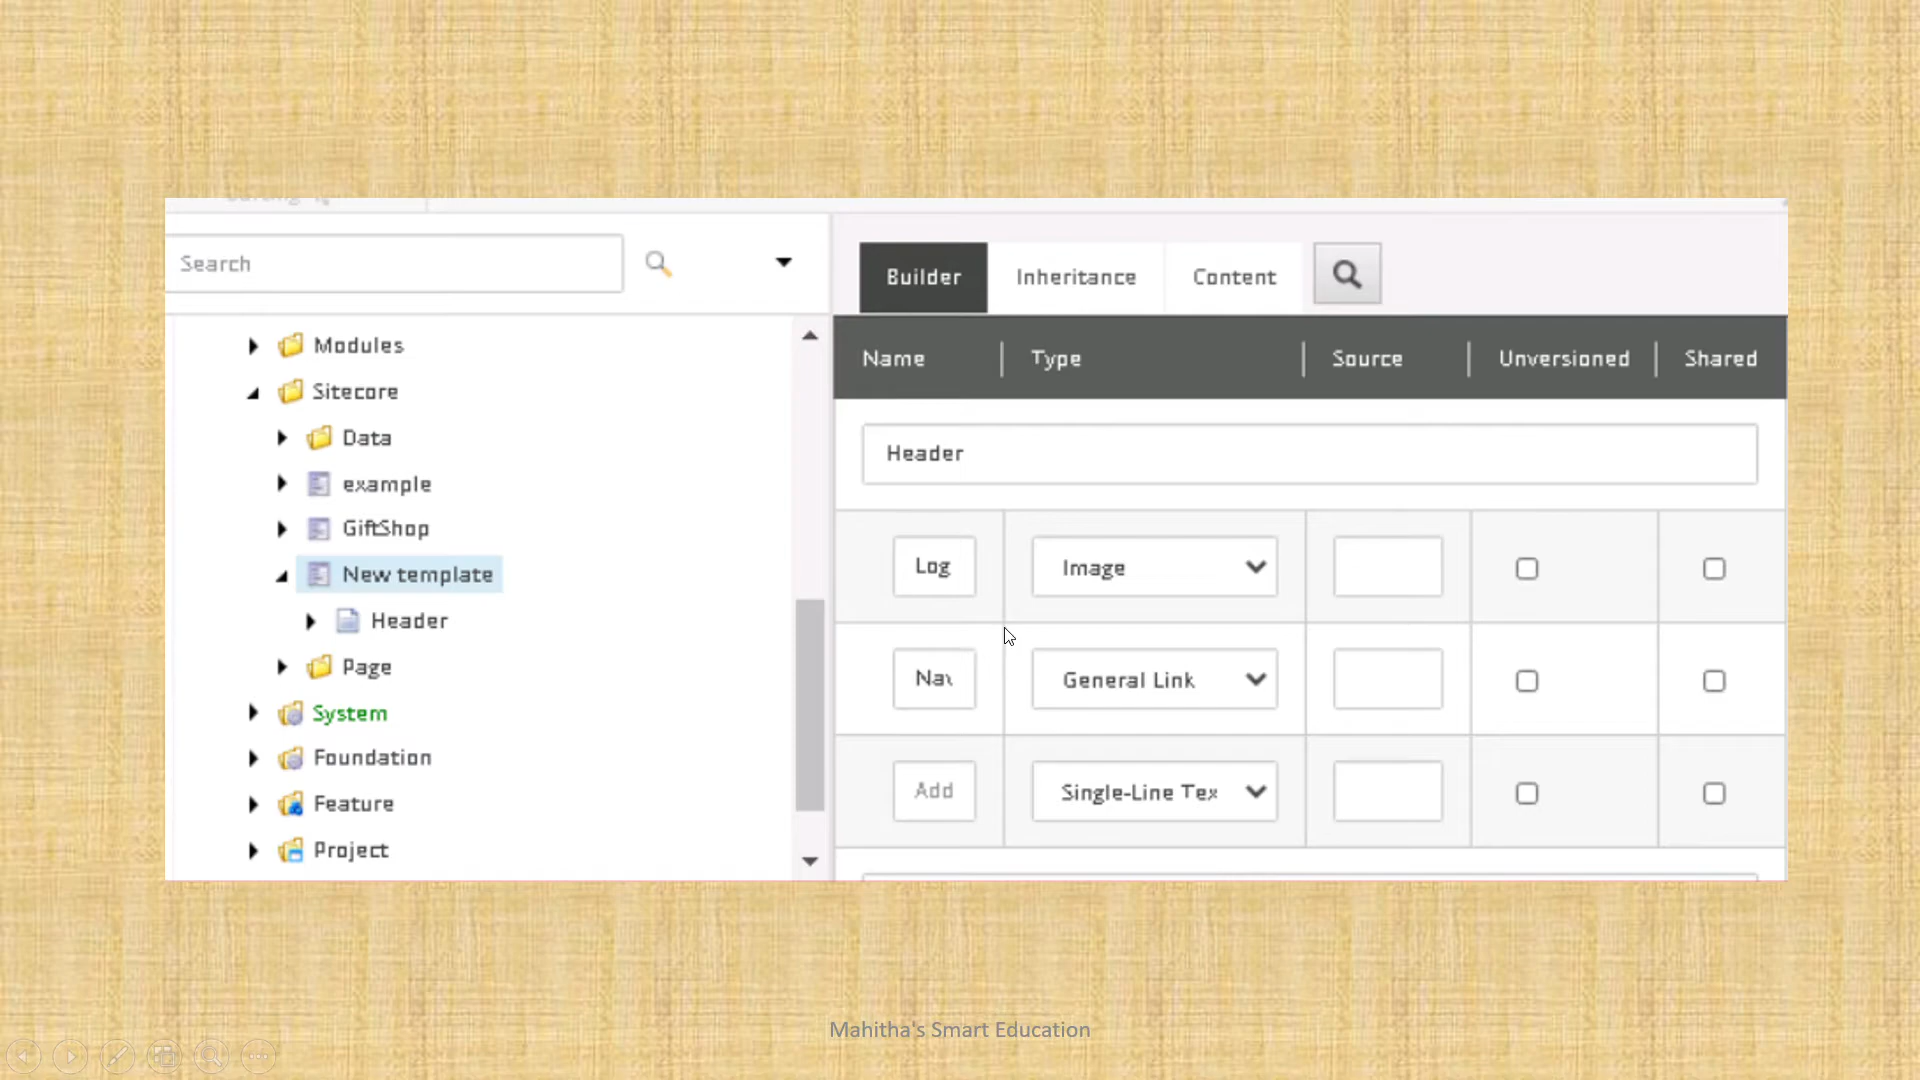 Search
Modules
Sitecore
Data
example
GiftShop
New template
Header
Page
System
Foundation
Feature
Project
Builder
Inheritance
Content
Name
Type
Source
Unversioned
Shared
Header
Log
Image
Nav
General Link
Add
Single-Line Tex
Mahitha's Smart Education